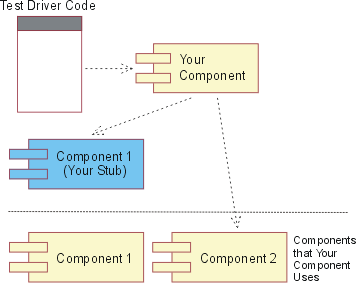 Test Driver Code
Your
Component
Component 1
(Your Stub)
Component 1
Component 2
Components
that Your
Component
Uses